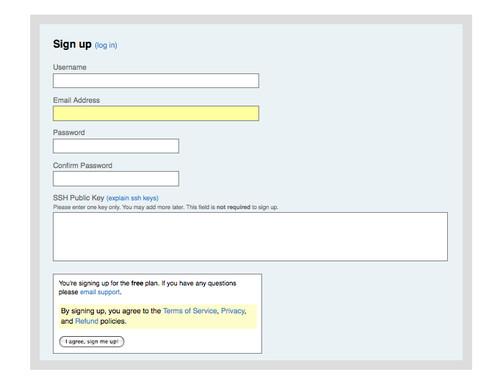 Sign up (log in)
Username
Email Address
Password
Confirm Password
SSH Public Key (explain ssh keys)
Please enter one key only. You may add more later. This field is not required to sign up.
You're signing up for the free plan. If you have any questions
please email support.
By signing up, you agree to the Terms of Service, Privacy,
and Refund policies.
I agree, sign me up!